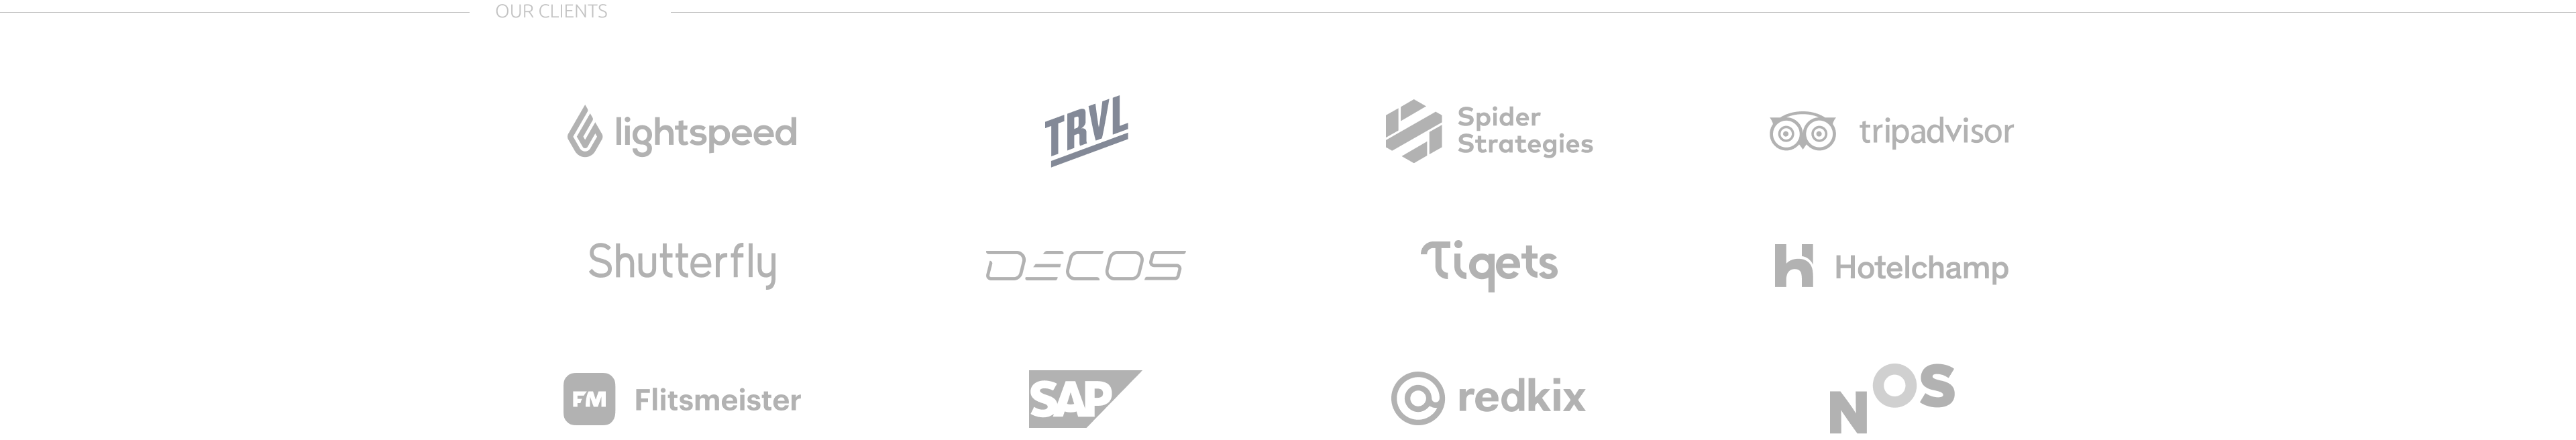 OUR CLIENTS
lightspeed
TRVL
Spider
Strategies
tripadvisor
Shutterfly
DECOS
Tiqets
Hotelchamp
FM Flitsmeister
SAP
redkix
NOS